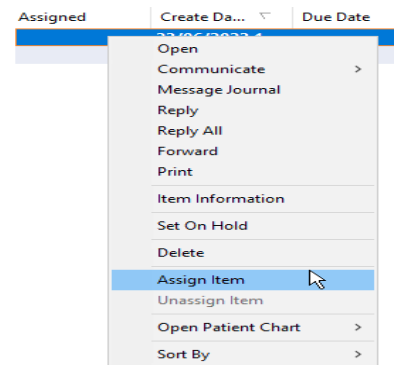 Assigned Create Da... Due Date
Open
Communicate >
Message Journal
Reply
Reply All
Forward
Print
Item Information
Set On Hold
Delete
Assign Item
Unassign Item
Open Patient Chart >
Sort By >